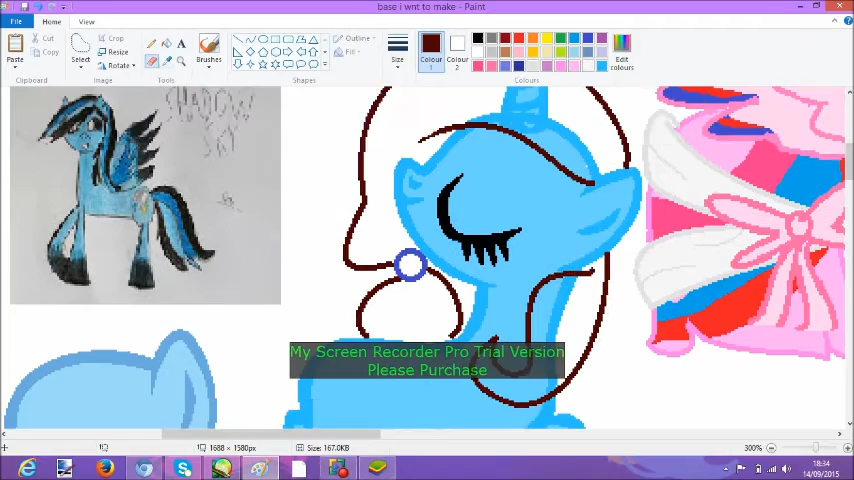 base i wnt to make - Paint
File Home View
Paste
Cut
Copy
Clipboard
Select
Crop
Resize
Rotate
Image
Tools
Brushes
Shapes
Outline
Fill
Size
Colour
1
Colour
2
Edit
colours
Colours
SHADOW
SKY
My Screen Recorder Pro Trial Version
Please Purchase
1688 × 1580px
Size: 167.0KB
300%
18:34
14/09/2015